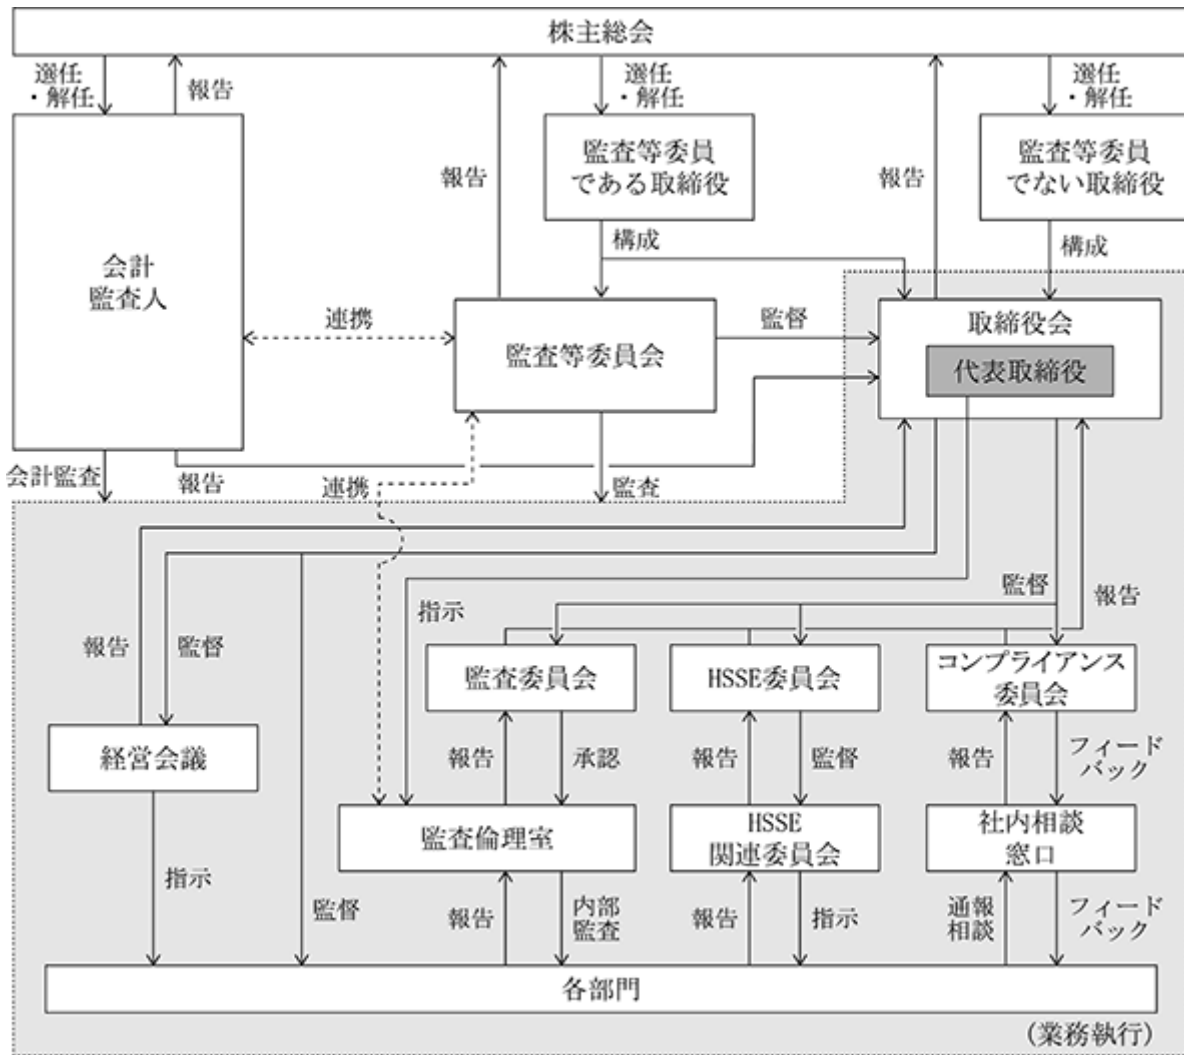 株主総会
選任
・解任
報告
報告
選任
・解任
報告
選任
・解任
会計
監査人
監査等委員
である取締役
監査等委員
でない取締役
構成
構成
連携
監査等委員会
監督
取締役会
代表取締役
会計監査
報告
連携
監査
報告
監督
指示
監督
報告
監査委員会
HSSE委員会
コンプライアンス
委員会
経営会議
報告
承認
報告
監督
報告
フィード
バック
監査倫理室
HSSE
関連委員会
社内相談
窓口
指示
監督
報告
内部
監査
報告
指示
通報
相談
フィード
バック
各部門
(業務執行)